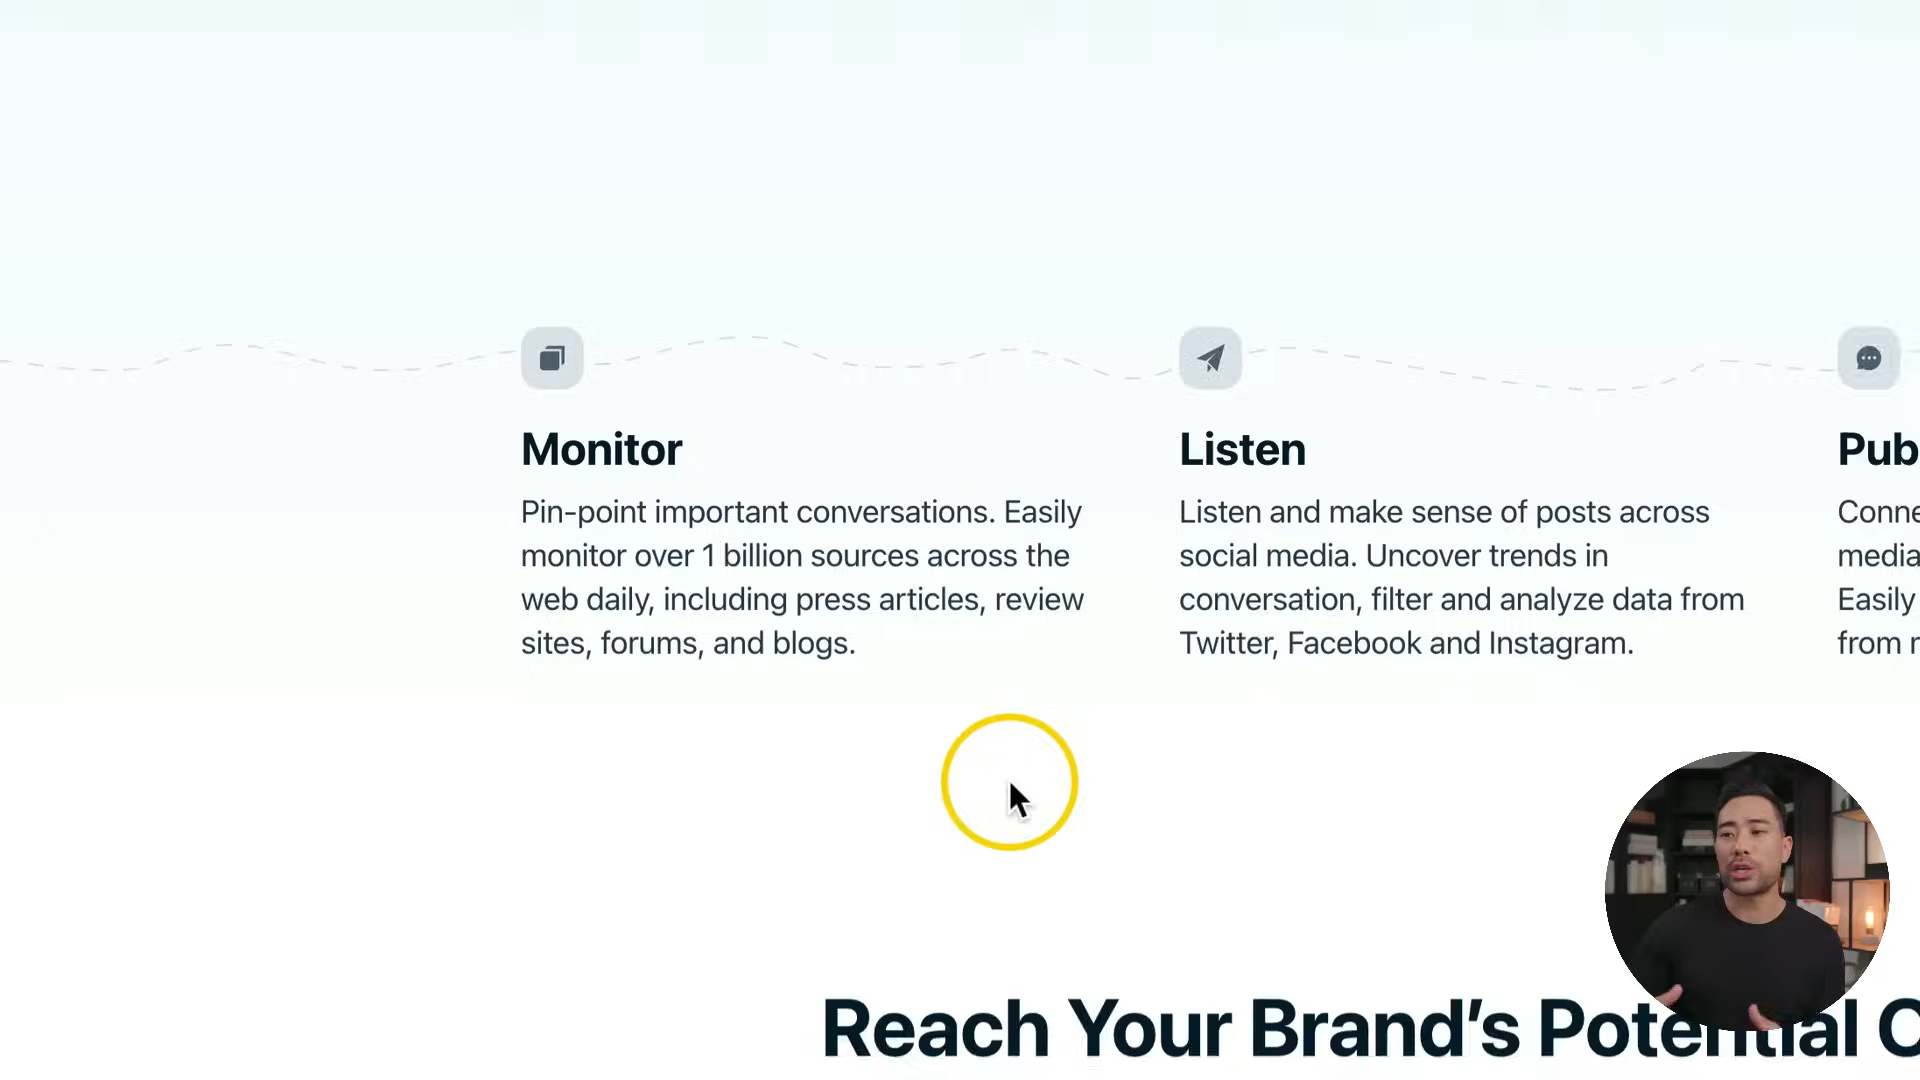 Monitor
Pin-point important conversations. Easily
monitor over 1 billion sources across the
web daily, including press articles, review
sites, forums, and blogs.
Listen
Listen and make sense of posts across
social media. Uncover trends in
conversation, filter and analyze data from
Twitter, Facebook and Instagram.
Pub
Conne
media
Easily
from r
Reach Your Brand’s Potential